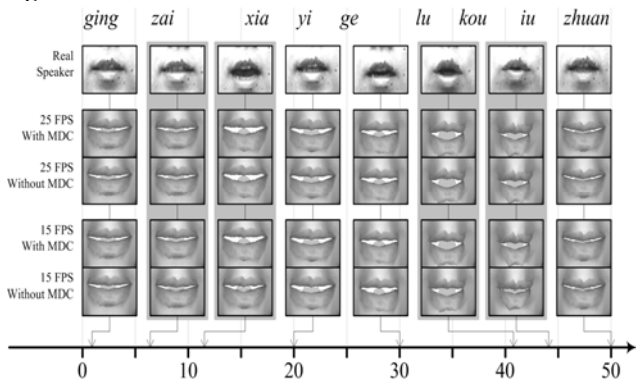 ging zai xia yi ge lu kou iu zhuan
Real
Speaker
25 FPS
With MDC
25 FPS
Without MDC
15 FPS
With MDC
15 FPS
Without MDC
0 10 20 30 40 50